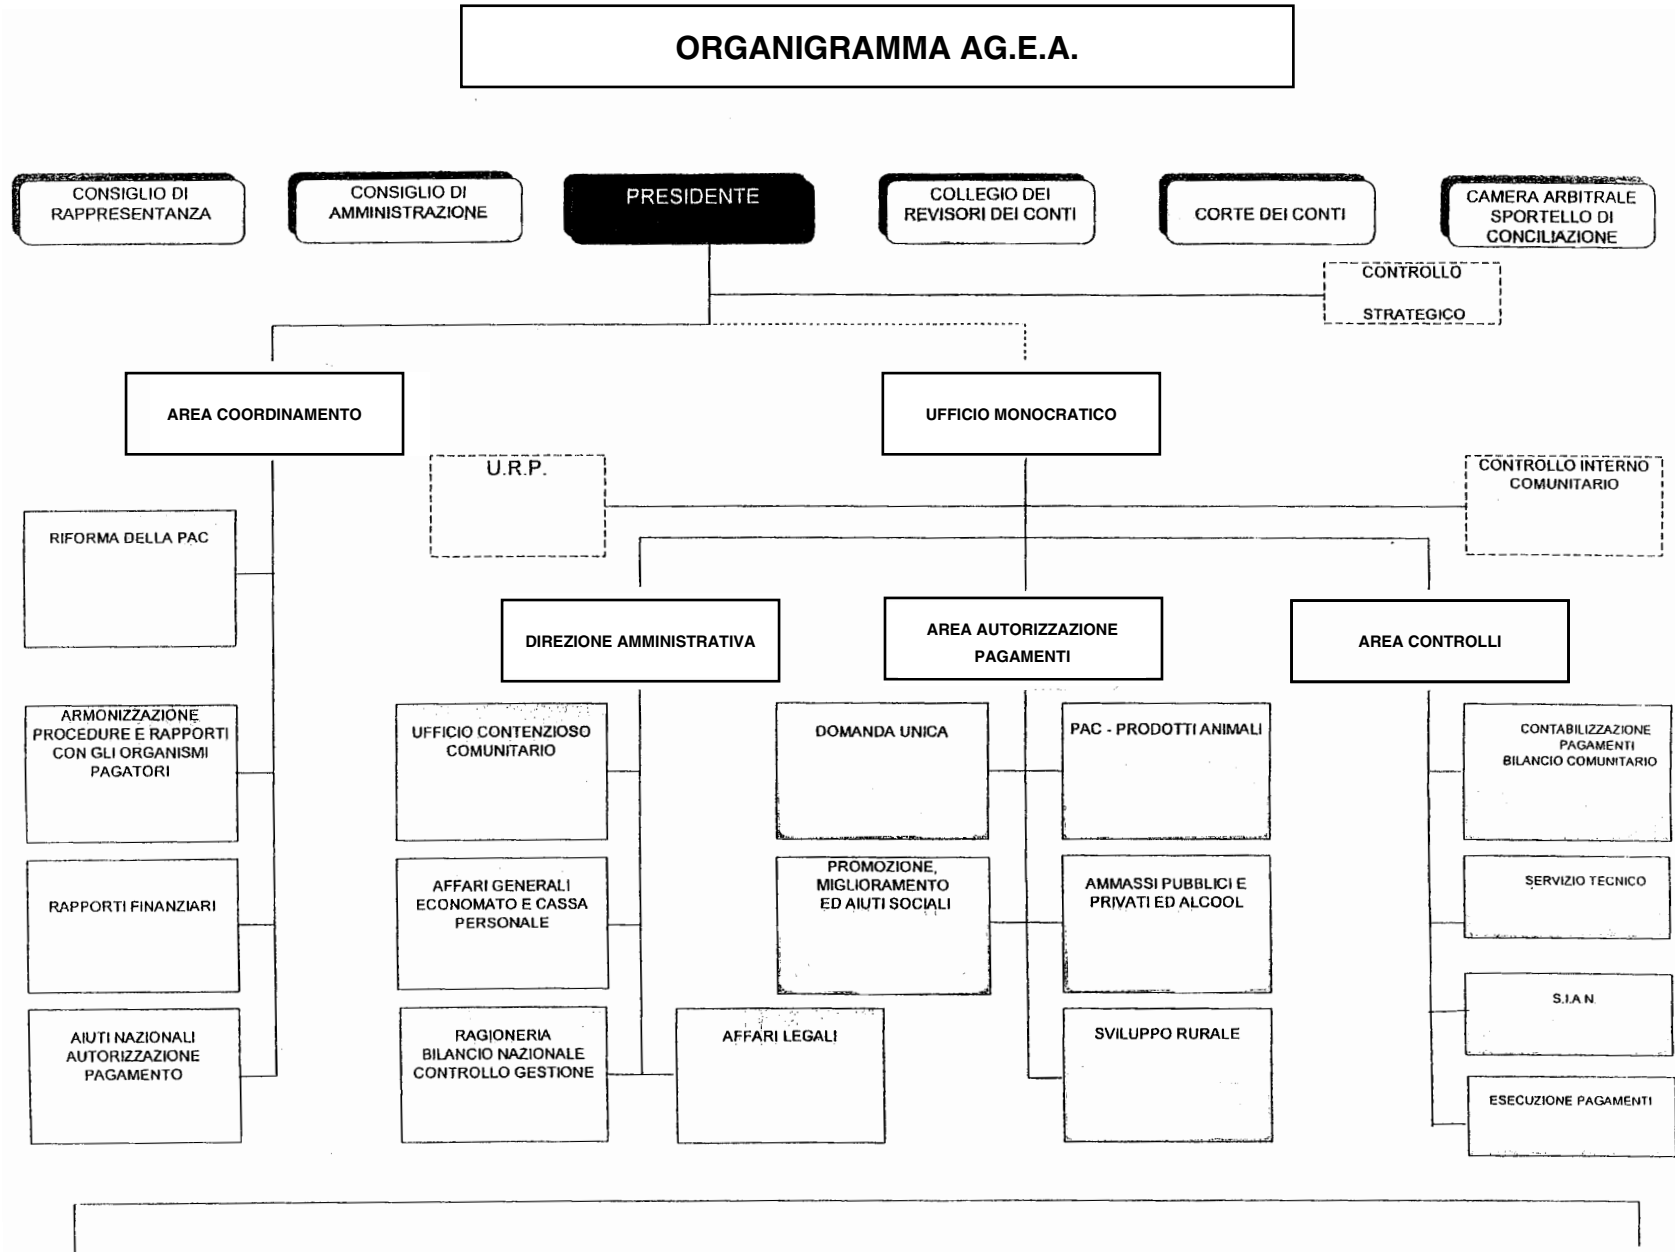 ORGANIGRAMMA AG.E.A.
CONSIGLIO DI
RAPPRESENTANZA
CONSIGLIO DI
AMMINISTRAZIONE
PRESIDENTE
COLLEGIO DEI
REVISORI DEI CONTI
CORTE DEI CONTI
CAMERA ARBITRALE
SPORTELLO DI
CONCILIAZIONE
CONTROLLO
STRATEGICO
AREA COORDINAMENTO
UFFICIO MONOCRATICO
U.R.P.
CONTROLLO INTERNO
COMUNITARIO
RIFORMA DELLA PAC
DIREZIONE AMMINISTRATIVA
AREA AUTORIZZAZIONE
PAGAMENTI
AREA CONTROLLI
ARMONIZZAZIONE
PROCEDURE E RAPPORTI
CON GLI ORGANISMI
PAGATORI
UFFICIO CONTENZIOSO
COMUNITARIO
DOMANDA UNICA
PAC - PRODOTTI ANIMALI
CONTABILIZZAZIONE
PAGAMENTI
BILANCIO COMUNITARIO
RAPPORTI FINANZIARI
AFFARI GENERALI
ECONOMATO E CASSA
PERSONALE
PROMOZIONE,
MIGLIORAMENTO
ED AIUTI SOCIALI
AMMASSI PUBBLICI E
PRIVATI ED ALCOOL
SERVIZIO TECNICO
S.I.A.N.
AIUTI NAZIONALI
AUTORIZZAZIONE
PAGAMENTO
RAGIONERIA
BILANCIO NAZIONALE
CONTROLLO GESTIONE
AFFARI LEGALI
SVILUPPO RURALE
ESECUZIONE PAGAMENTI